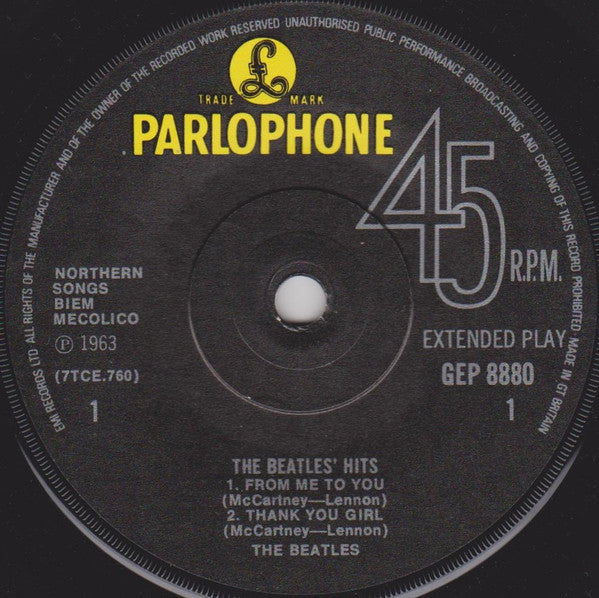 EMI RECORDS LTD ALL RIGHTS OF THE MANUFACTURER AND OF THE OWNER OF THE RECORDED WORK RESERVED UNAUTHORISED PUBLIC PERFORMANCE BROADCASTING AND COPYING OF THIS RECORD PROHIBITED MADE IN GT BRITAIN
£
TRADE MARK
PARLOPHONE
45
R.P.M.
NORTHERN
SONGS
BIEM
MECOLICO
Ⓟ 1963
(7TCE.760)
1
EXTENDED PLAY
GEP 8880
1
THE BEATLES' HITS
1. FROM ME TO YOU
(McCartney—Lennon)
2. THANK YOU GIRL
(McCartney—Lennon)
THE BEATLES